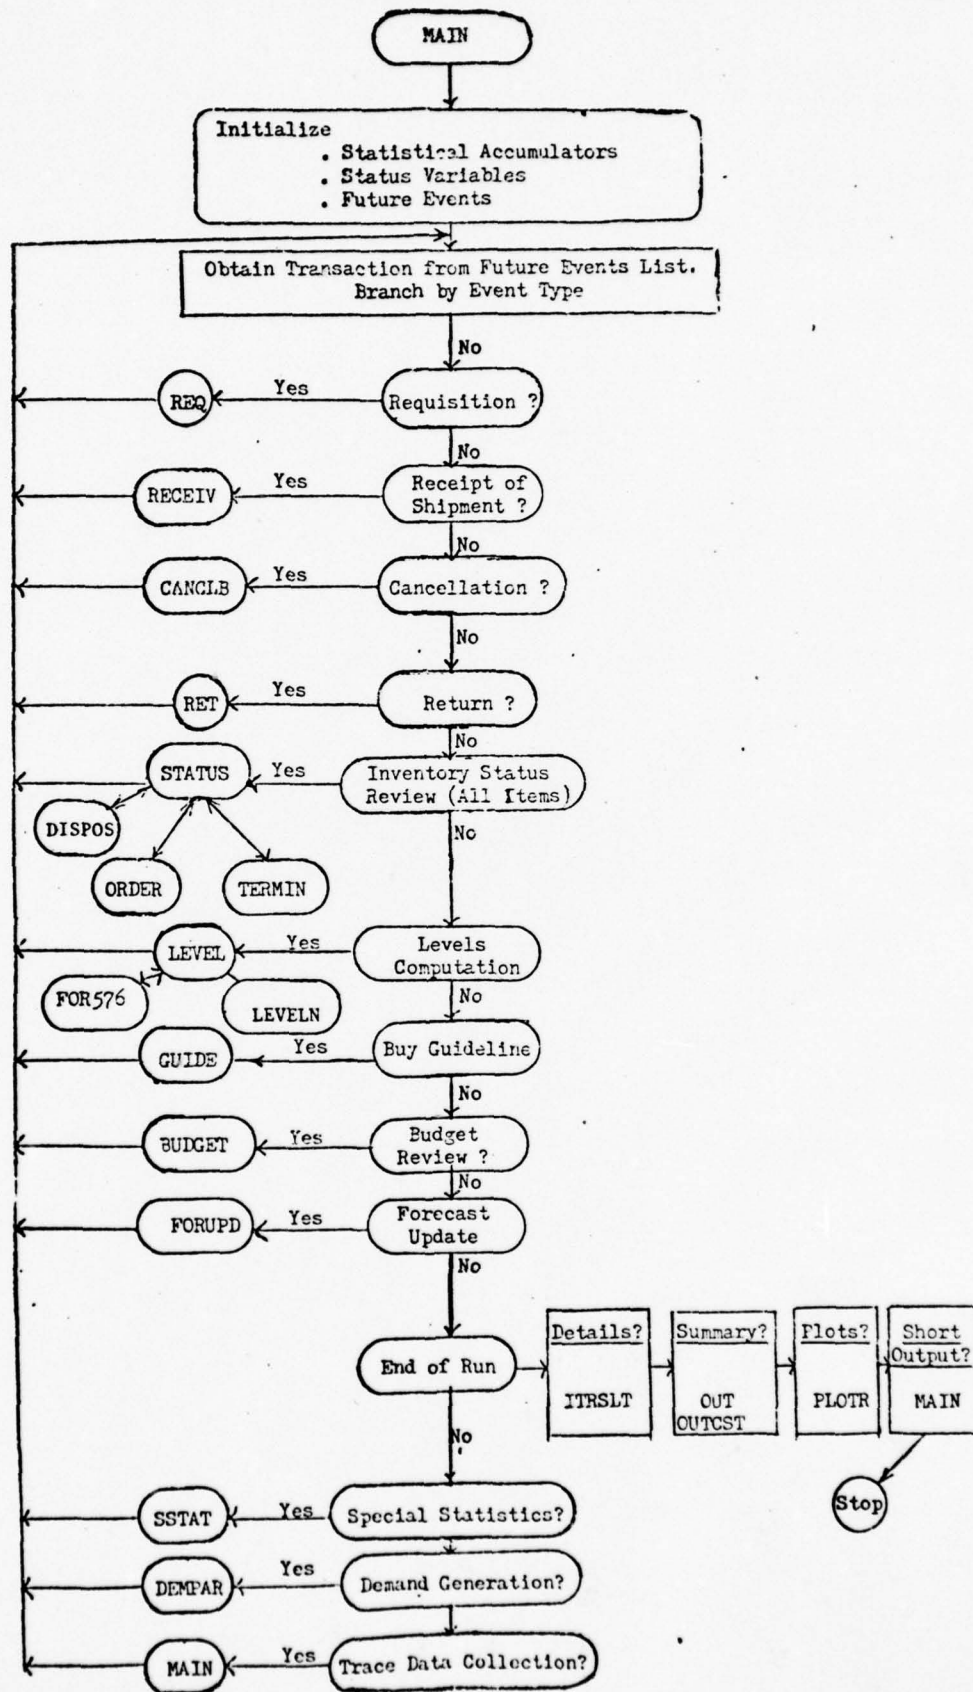 MAIN
Initialize
. Statistical Accumulators
. Status Variables
. Future Events
Obtain Transaction from Future Events List.
Branch by Event Type
No
REQ
Yes
Requisition ?
No
RECEIV
Yes
Receipt of
Shipment ?
No
CANCLB
Yes
Cancellation ?
No
RET
Yes
Return ?
No
STATUS
Yes
Inventory Status
Review (All Items)
DISPOS
No
ORDER
TERMIN
LEVEL
Yes
Levels
Computation
FOR576
LEVELN
No
GUIDE
Yes
Buy Guideline
No
BUDGET
Yes
Budget
Review ?
No
FORUPD
Yes
Forecast
Update
No
End of Run
Details?
ITRSLT
Summary?
OUT
OUTCST
Plots?
PLOTR
Short
Output?
MAIN
Stop
No
SSTAT
Yes
Special Statistics?
DEMPAR
Yes
Demand Generation?
MAIN
Yes
Trace Data Collection?